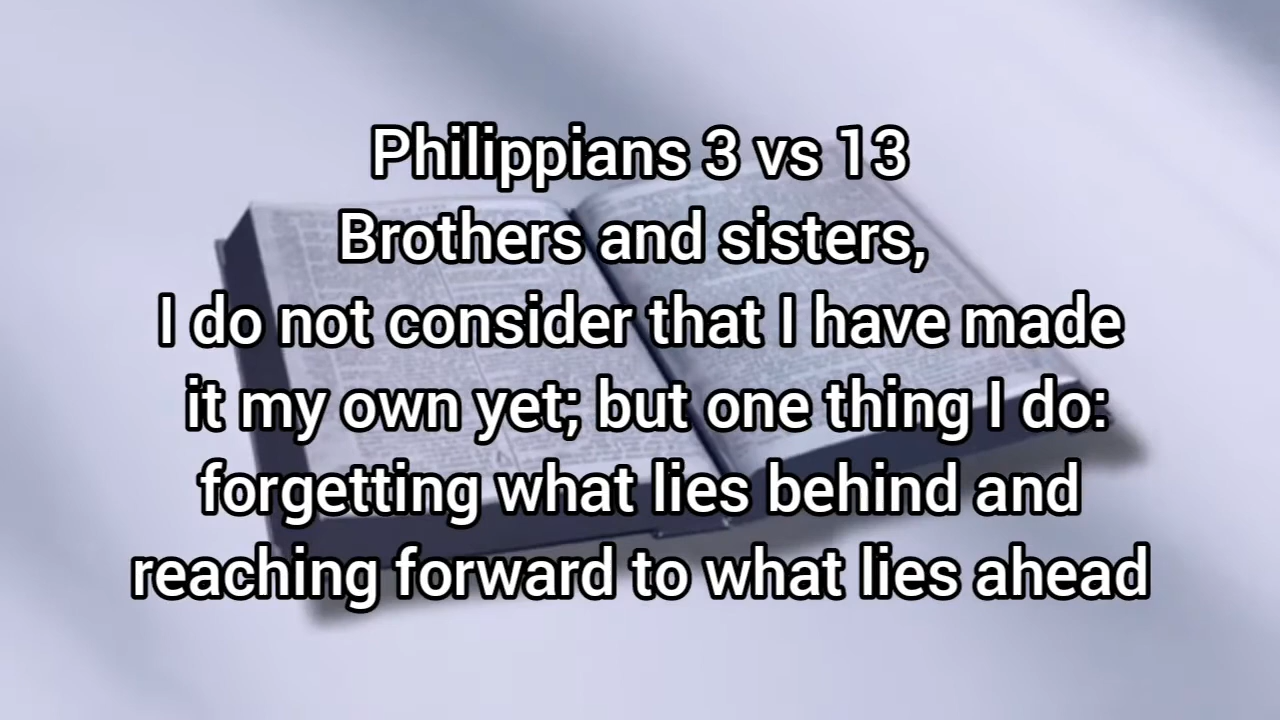 Philippians 3 vs 13
Brothers and sisters,
I do not consider that I have made
it my own yet; but one thing I do:
forgetting what lies behind and
reaching forward to what lies ahead